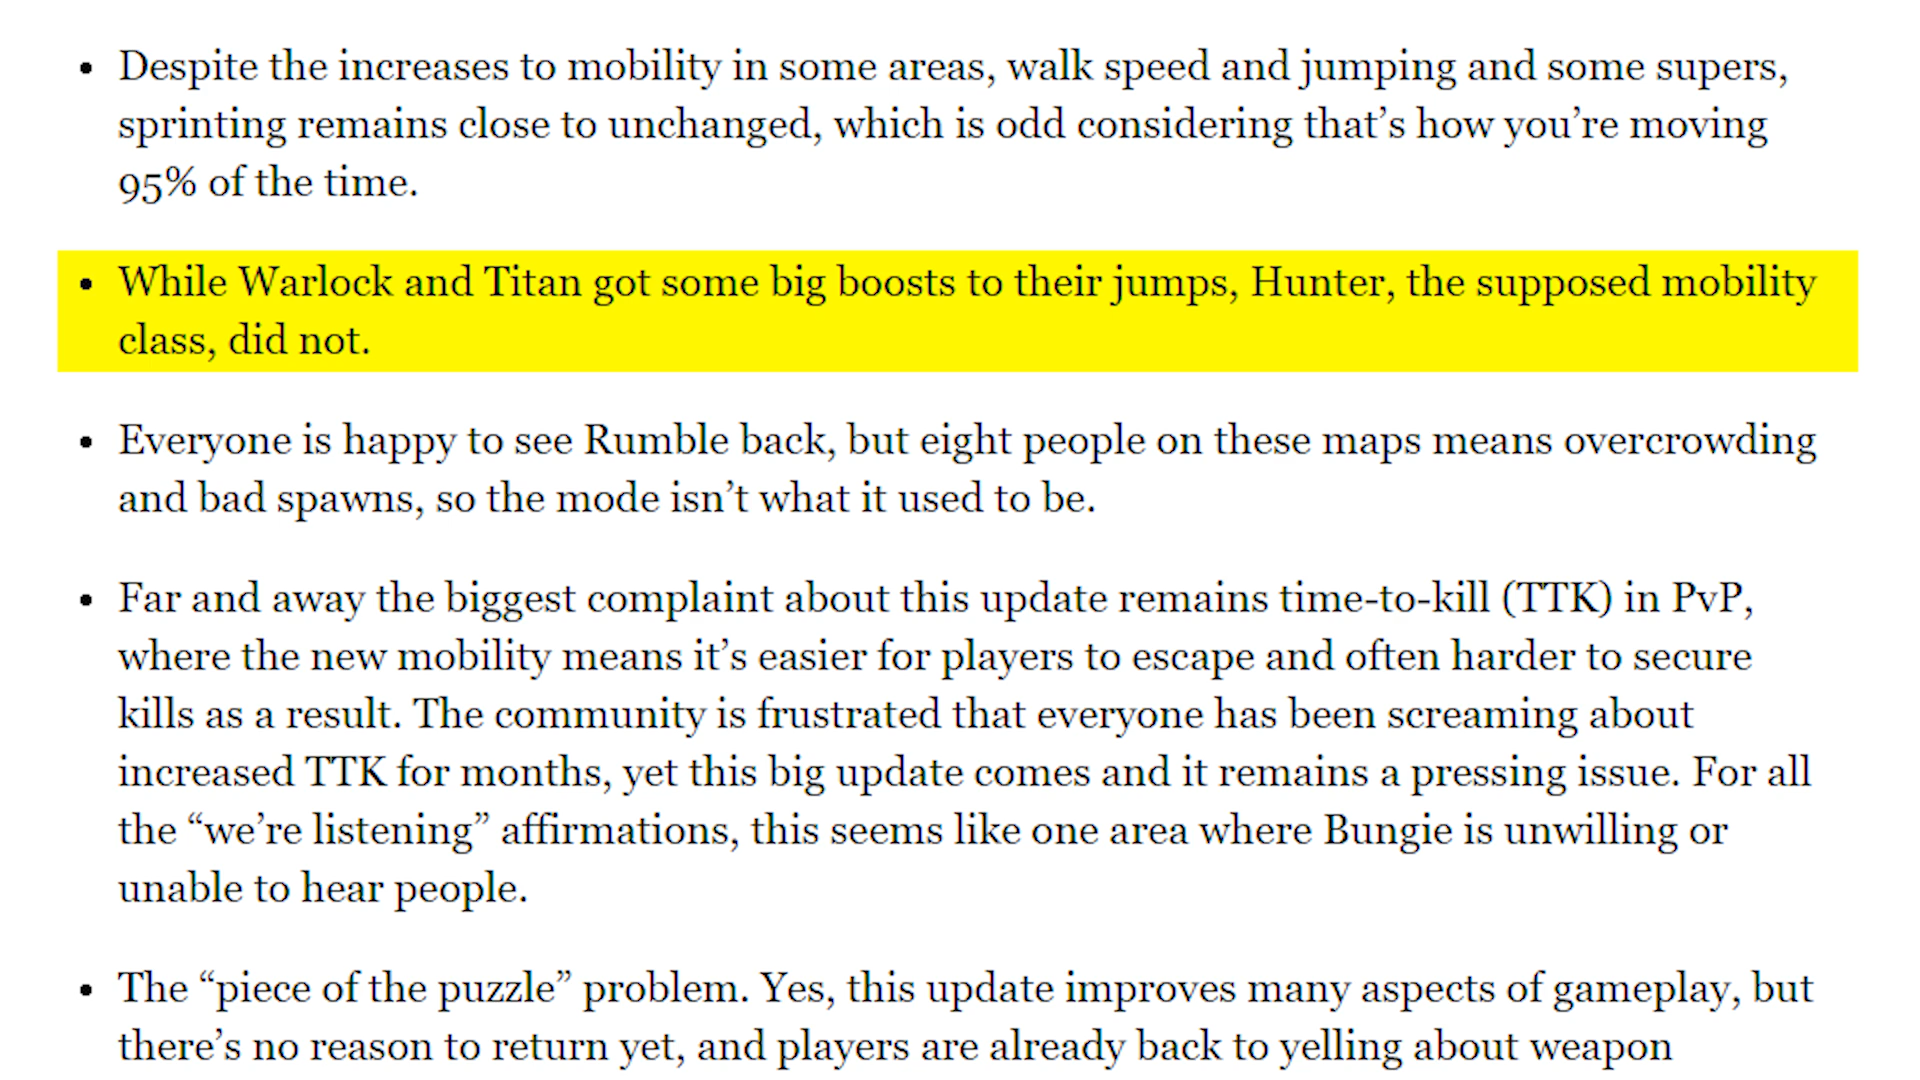 • Despite the increases to mobility in some areas, walk speed and jumping and some supers,
sprinting remains close to unchanged, which is odd considering that’s how you’re moving
95% of the time.
• While Warlock and Titan got some big boosts to their jumps, Hunter, the supposed mobility
class, did not.
• Everyone is happy to see Rumble back, but eight people on these maps means overcrowding
and bad spawns, so the mode isn’t what it used to be.
• Far and away the biggest complaint about this update remains time-to-kill (TTK) in PvP,
where the new mobility means it’s easier for players to escape and often harder to secure
kills as a result. The community is frustrated that everyone has been screaming about
increased TTK for months, yet this big update comes and it remains a pressing issue. For all
the “we’re listening” affirmations, this seems like one area where Bungie is unwilling or
unable to hear people.
• The “piece of the puzzle” problem. Yes, this update improves many aspects of gameplay, but
there’s no reason to return yet, and players are already back to yelling about weapon